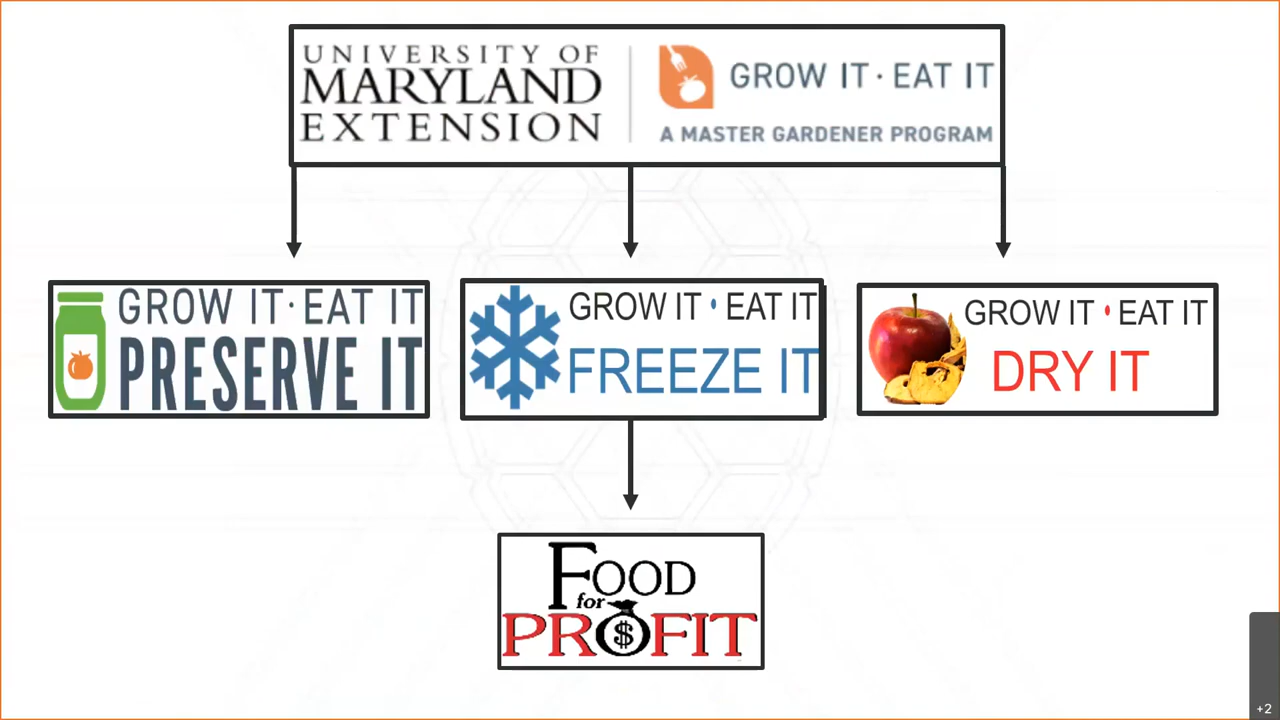 UNIVERSITY OF
MARYLAND
EXTENSION
GROW IT · EAT IT
A MASTER GARDENER PROGRAM
GROW IT · EAT IT
PRESERVE IT
GROW IT · EAT IT
FREEZE IT
GROW IT · EAT IT
DRY IT
FOOD
for
PROFIT
$
+2